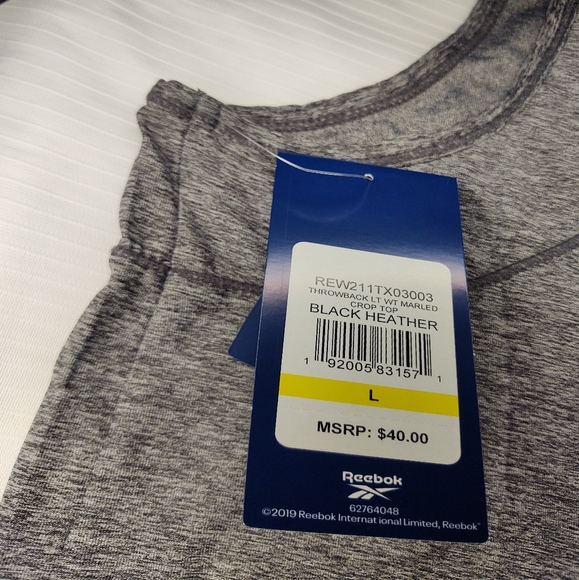 REW211TX03003
THROWBACK LT WT MARLED
CROP TOP
BLACK HEATHER
1 92005 83157 1
L
MSRP: $40.00
Reebok
62764048
©2019 Reebok International Limited, Reebok™